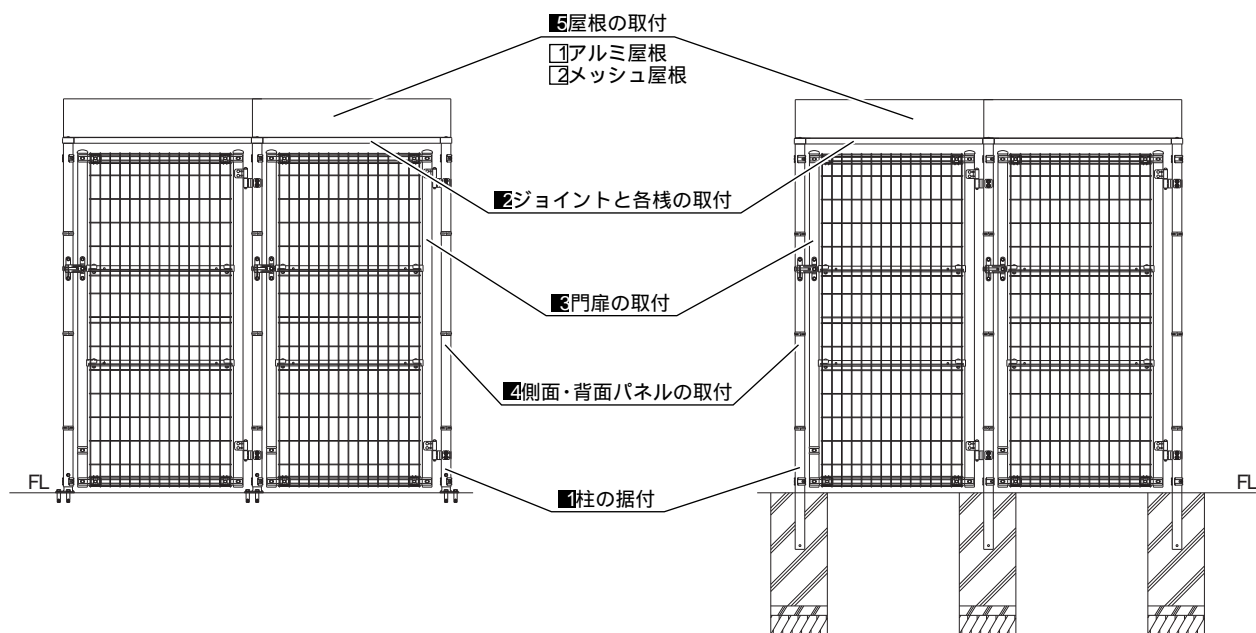 5屋根の取付
1アルミ屋根
2メッシュ屋根
2ジョイントと各桟の取付
3門扉の取付
4側面・背面パネルの取付
FL
1柱の据付
FL